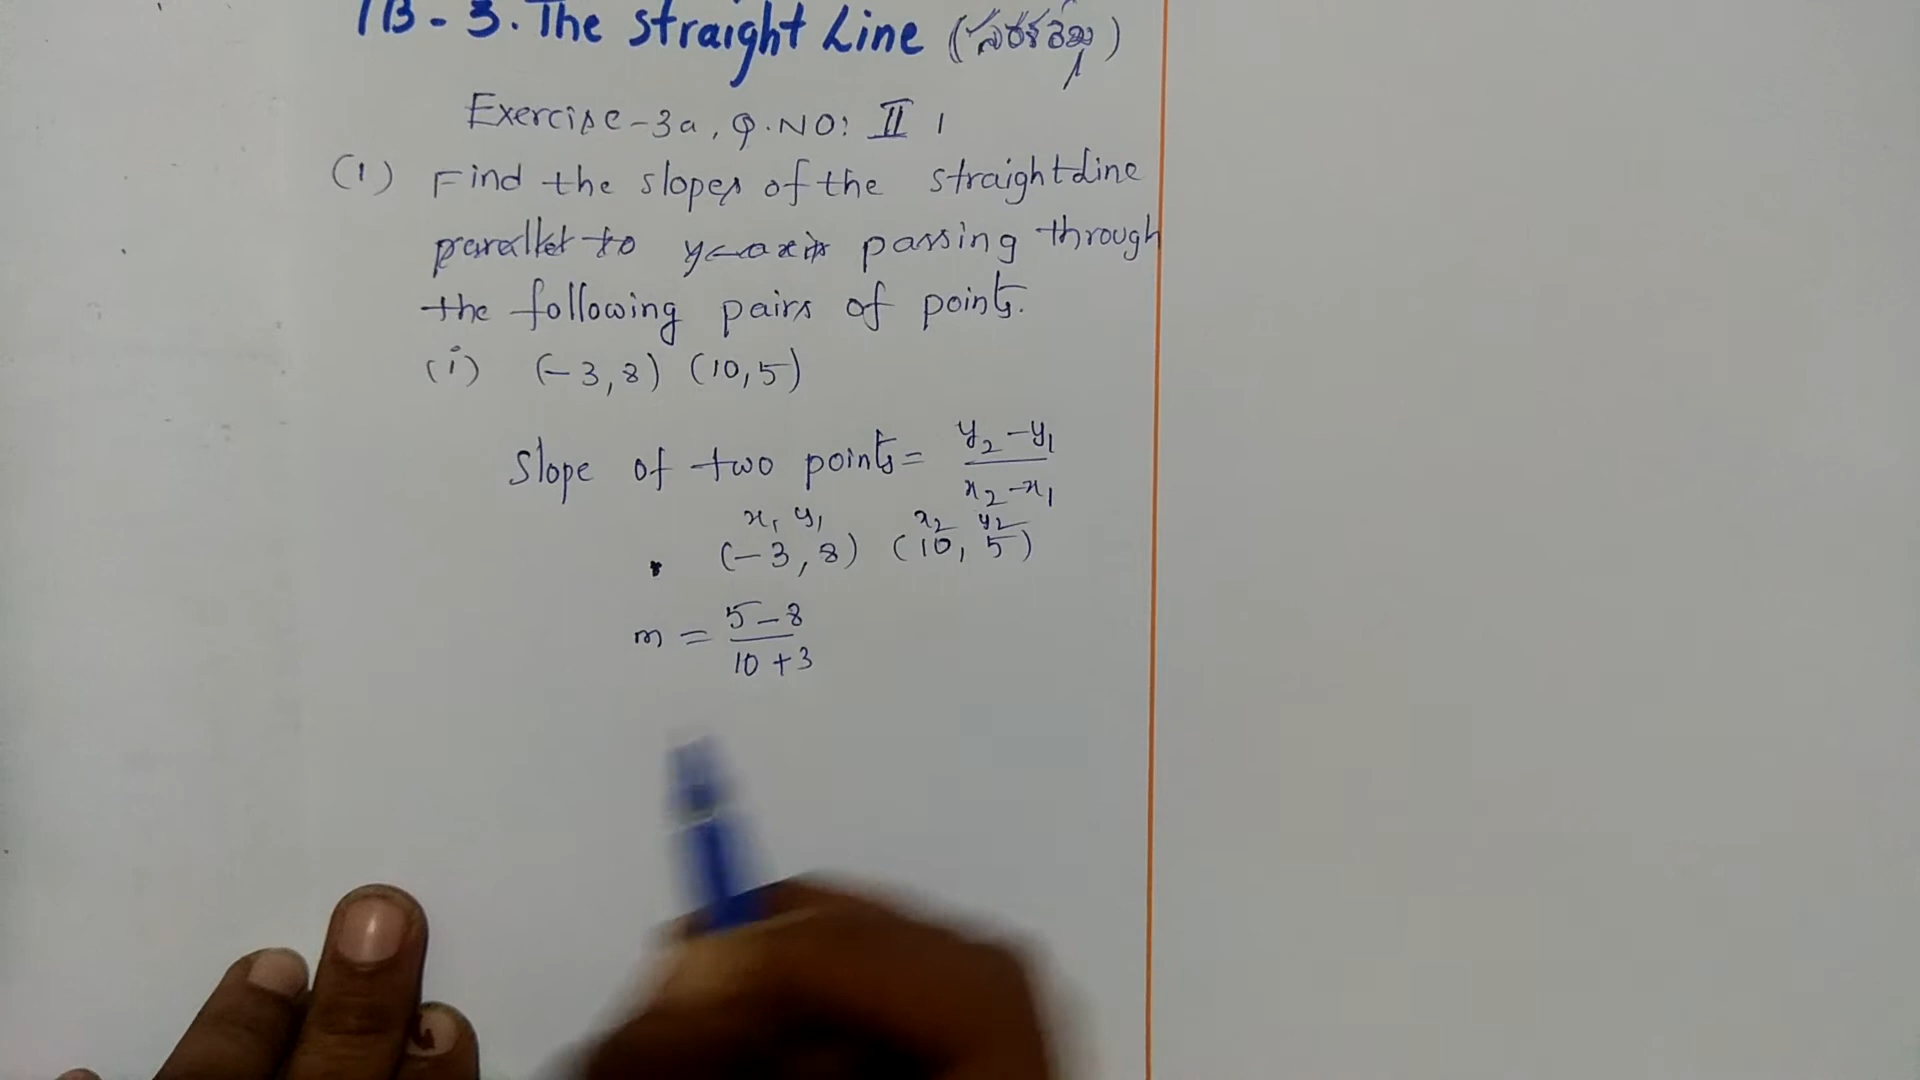 1B - 3. The Straight Line (సరళరేఖ)
Exercise-3a, Q.NO: II 1
(1) Find the slopes of the straight Line
parallel to y-axis passing through
the following pairs of points.
(i) (-3,8) (10,5)
Slope of two points = y2-y1 / x2-x1
x1 y1 x2 y2
(-3,8) (10,5)
m = 5-8 / 10+3